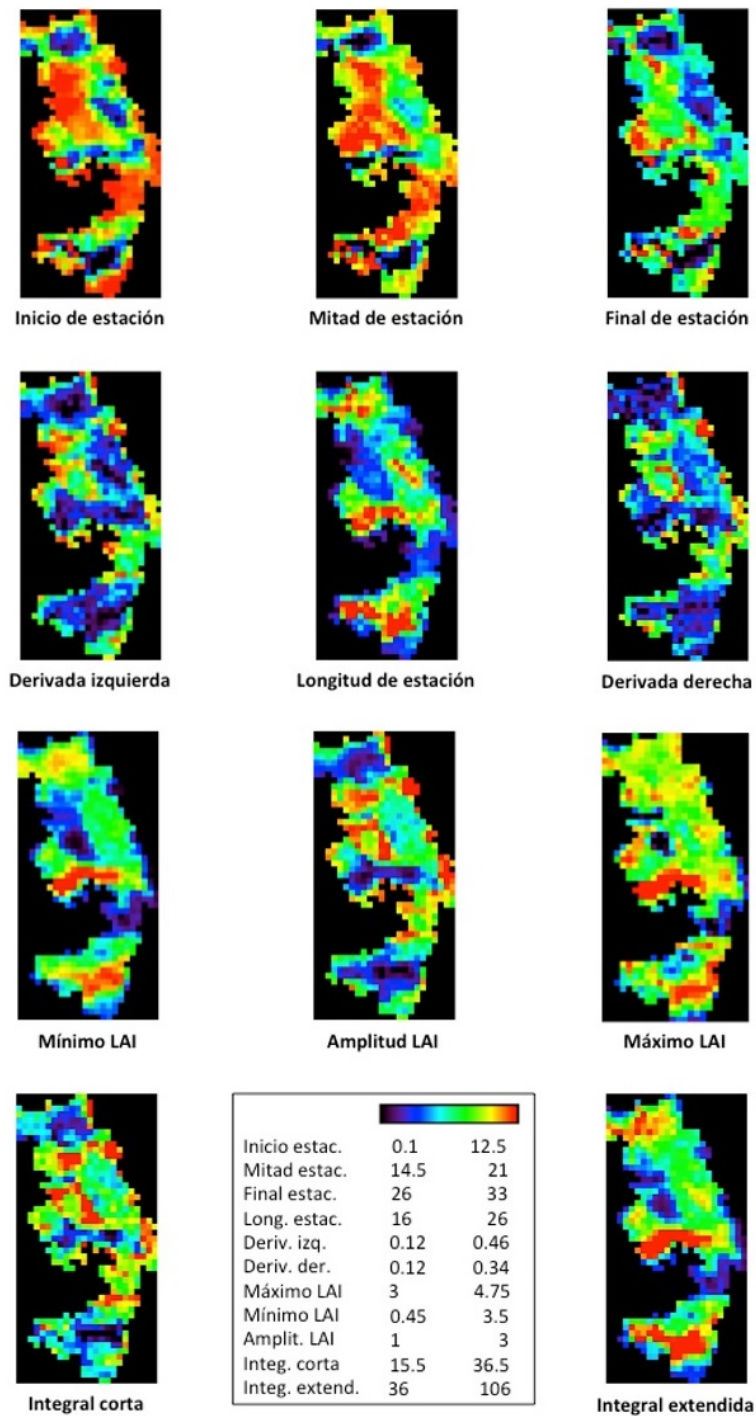 Inicio de estación
Mitad de estación
Final de estación
Derivada izquierda
Longitud de estación
Derivada derecha
Mínimo LAI
Amplitud LAI
Máximo LAI
Inicio estac. 0.1 12.5
Mitad estac. 14.5 21
Final estac. 26 33
Long. estac. 16 26
Deriv. izq. 0.12 0.46
Deriv. der. 0.12 0.34
Máximo LAI 3 4.75
Mínimo LAI 0.45 3.5
Amplit. LAI 1 3
Integ. corta 15.5 36.5
Integ. extend. 36 106
Integral corta
Integral extendida